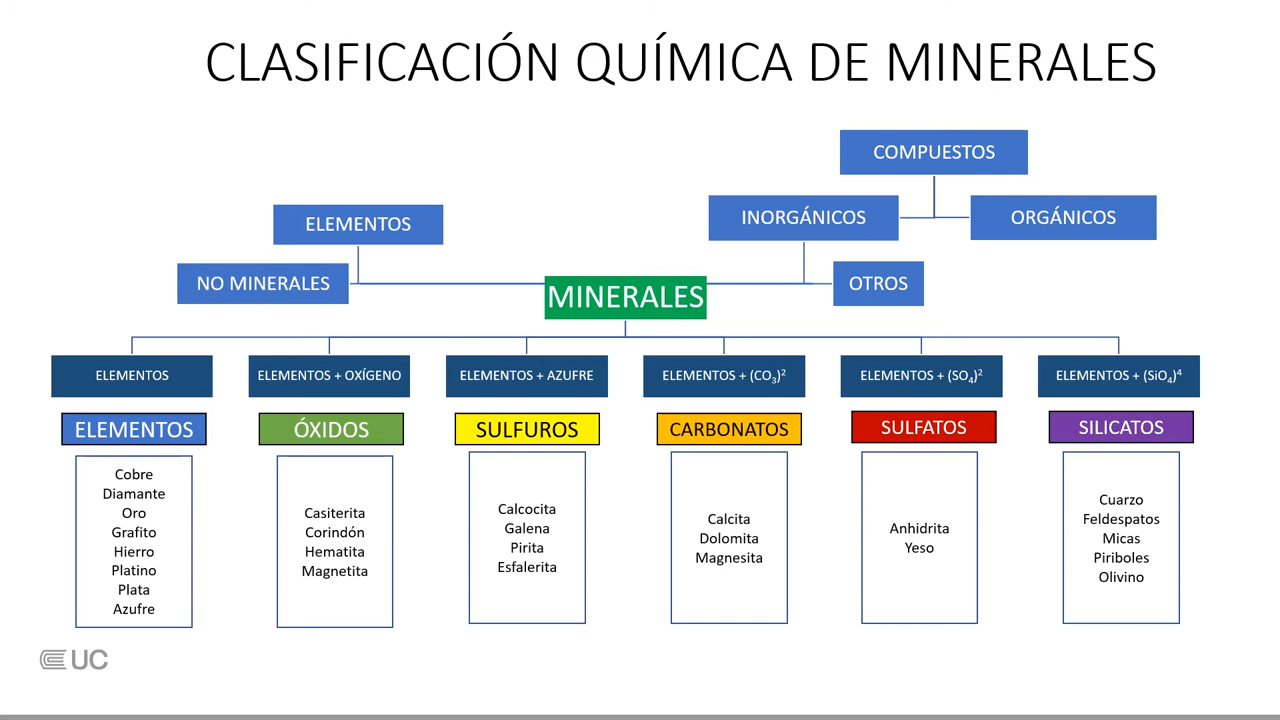 CLASIFICACIÓN QUÍMICA DE MINERALES
COMPUESTOS
ELEMENTOS
INORGÁNICOS
ORGÁNICOS
NO MINERALES
MINERALES
OTROS
ELEMENTOS
ELEMENTOS + OXÍGENO
ELEMENTOS + AZUFRE
ELEMENTOS + (CO₃)²
ELEMENTOS + (SO₄)²
ELEMENTOS + (SiO₄)⁴
ELEMENTOS
ÓXIDOS
SULFUROS
CARBONATOS
SULFATOS
SILICATOS
Cobre
Diamante
Oro
Grafito
Hierro
Platino
Plata
Azufre
Casiterita
Corindón
Hematita
Magnetita
Calcocita
Galena
Pirita
Esfalerita
Calcita
Dolomita
Magnesita
Anhidrita
Yeso
Cuarzo
Feldespatos
Micas
Piriboles
Olivino
UC